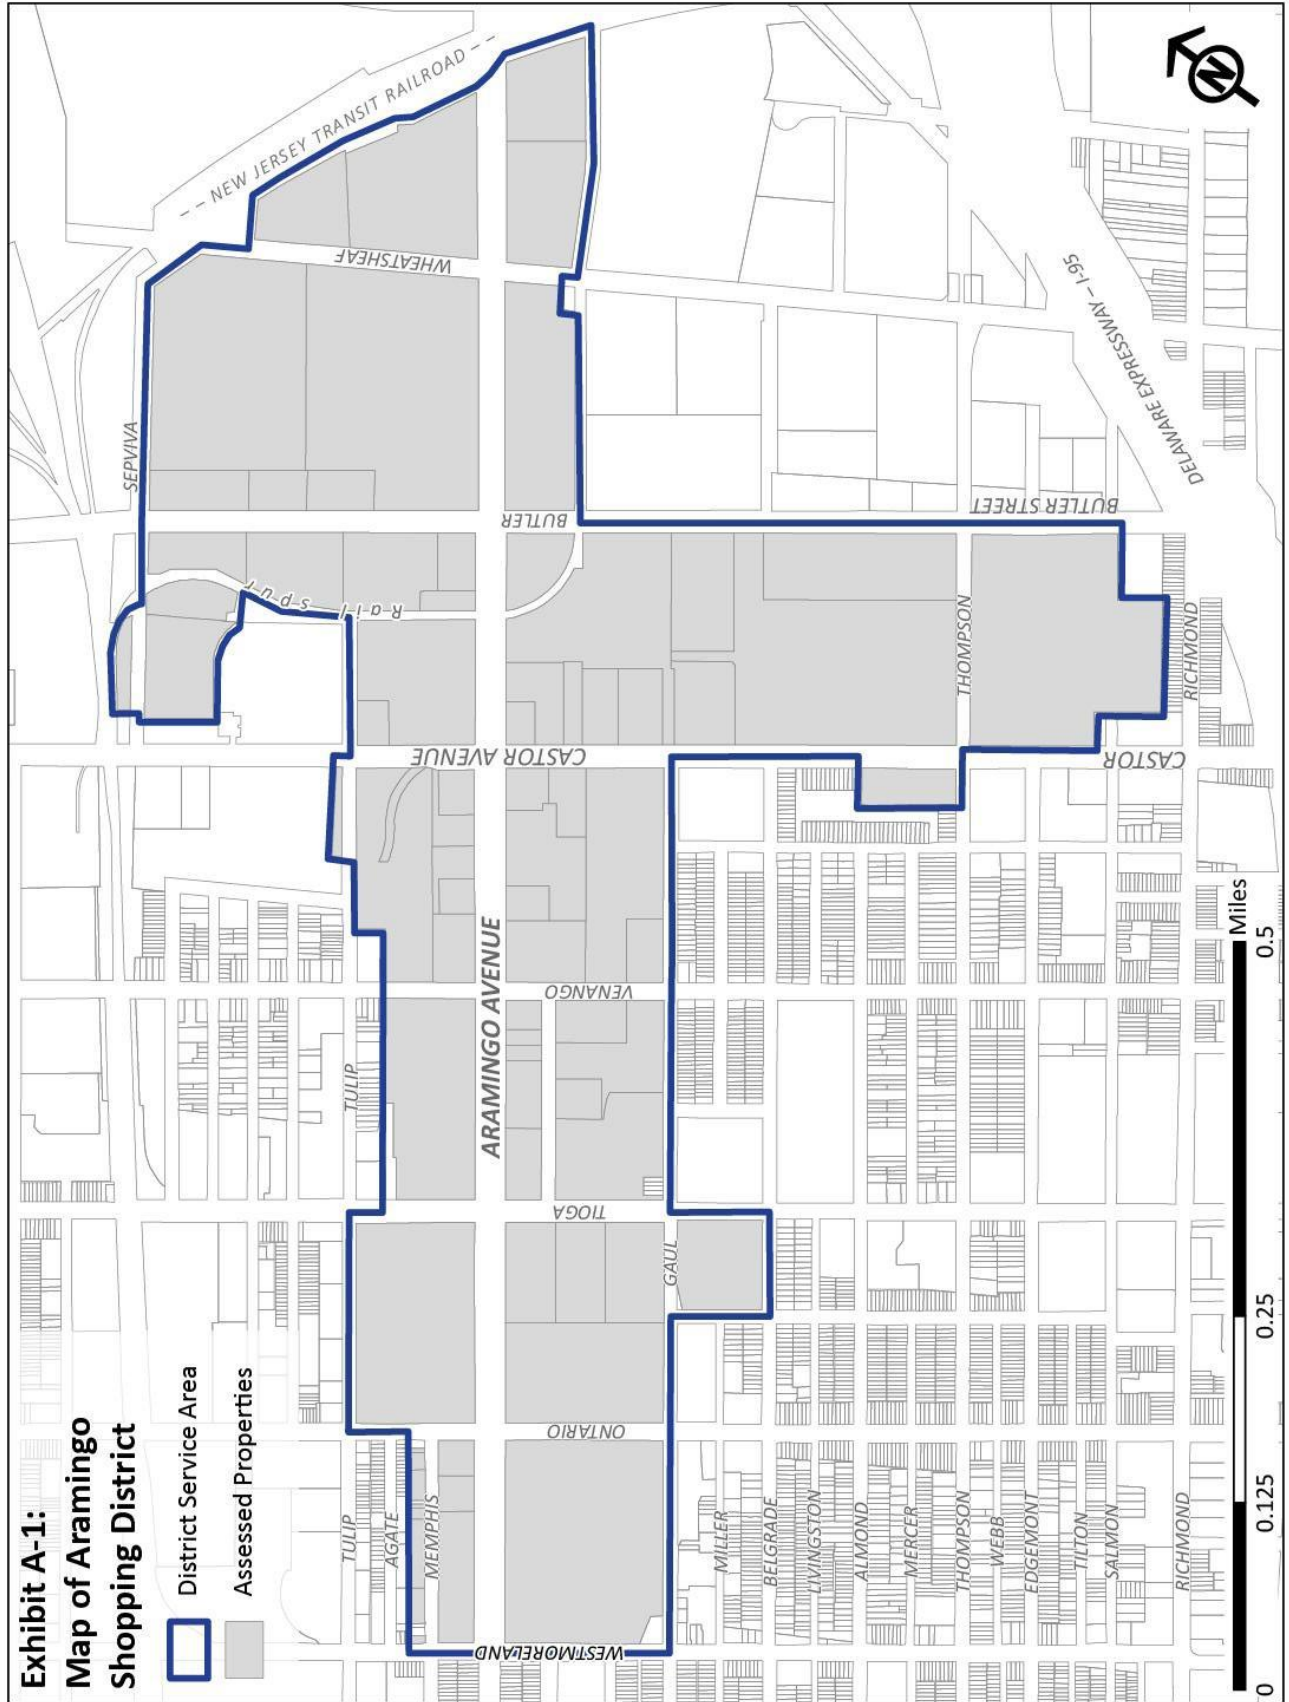 Exhibit A-1:
Map of Aramingo
Shopping District
District Service Area
Assessed Properties
NEW JERSEY TRANSIT RAILROAD
SEPVIVA
WHEATSHEAF
BUTLER
BUTLER STREET
DELAWARE EXPRESSWAY – I-95
Rail spur
THOMPSON
RICHMOND
CASTOR AVENUE
CASTOR
ARAMINGO AVENUE
VENANGO
TULIP
TIOGA
GAUL
ONTARIO
TULIP
AGATE
MEMPHIS
WESTMORELAND
MILLER
BELGRADE
LIVINGSTON
ALMOND
MERCER
THOMPSON
WEBB
EDGEMONT
TILTON
SALMON
RICHMOND
0 0.125 0.25 0.5 Miles
N